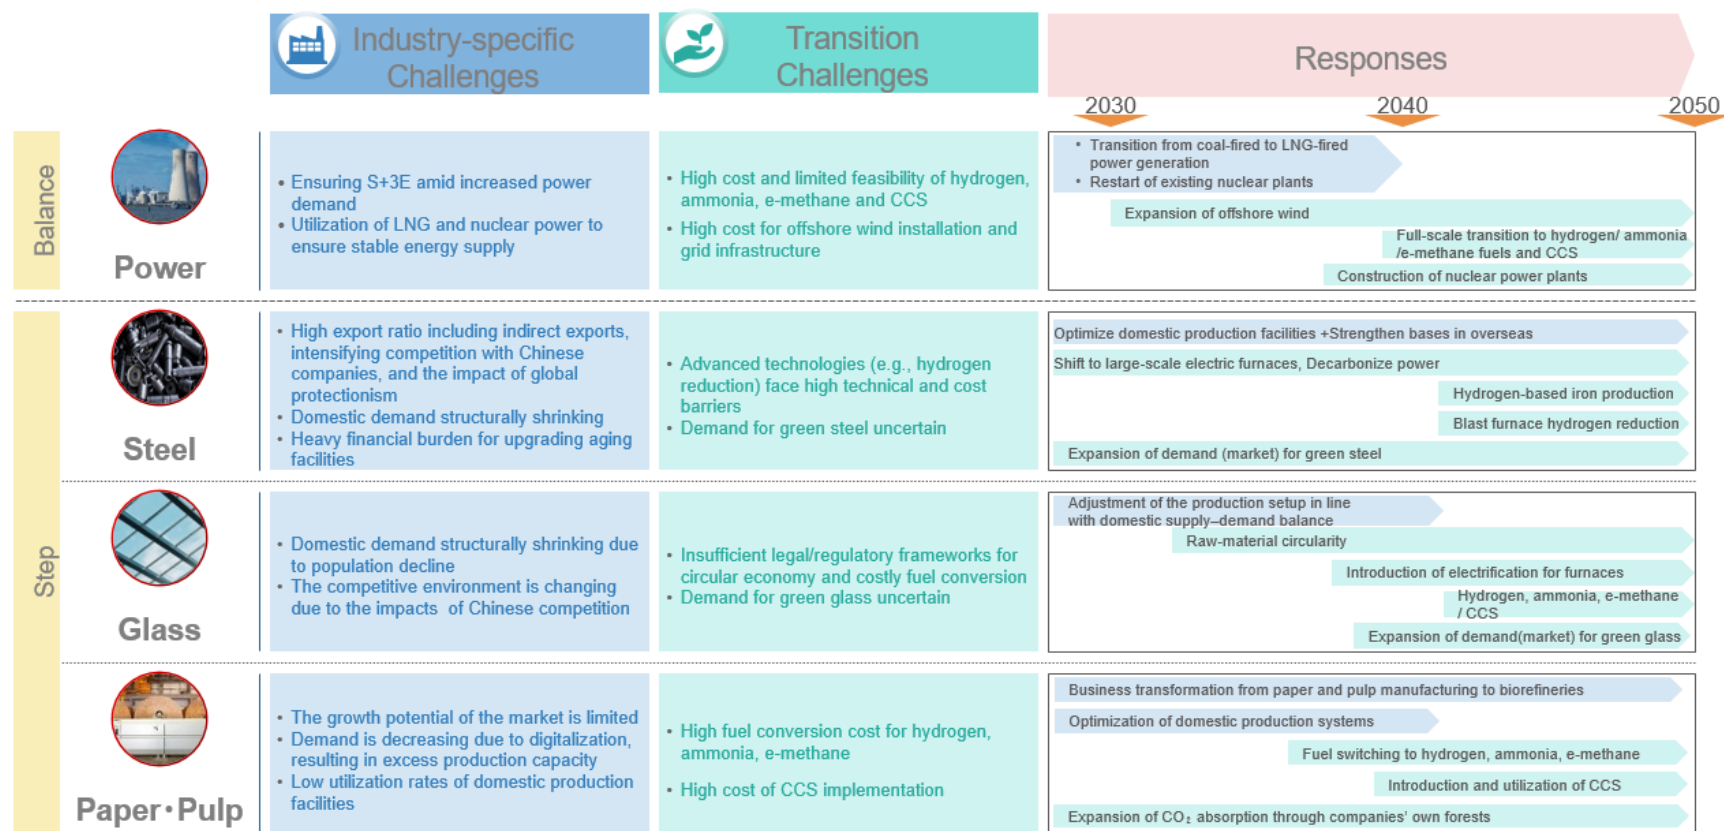 Industry-specific
Challenges
Transition
Challenges
Responses
2030
2040
2050
Balance
Power
• Ensuring S+3E amid increased power
demand
• Utilization of LNG and nuclear power to
ensure stable energy supply
• High cost and limited feasibility of hydrogen,
ammonia, e-methane and CCS
• High cost for offshore wind installation and
grid infrastructure
• Transition from coal-fired to LNG-fired
power generation
• Restart of existing nuclear plants
Expansion of offshore wind
Full-scale transition to hydrogen/ ammonia
/e-methane fuels and CCS
Construction of nuclear power plants
Step
Steel
• High export ratio including indirect exports,
intensifying competition with Chinese
companies, and the impact of global
protectionism
• Domestic demand structurally shrinking
• Heavy financial burden for upgrading aging
facilities
• Advanced technologies (e.g., hydrogen
reduction) face high technical and cost
barriers
• Demand for green steel uncertain
Optimize domestic production facilities +Strengthen bases in overseas
Shift to large-scale electric furnaces, Decarbonize power
Hydrogen-based iron production
Blast furnace hydrogen reduction
Expansion of demand (market) for green steel
Glass
• Domestic demand structurally shrinking due
to population decline
• The competitive environment is changing
due to the impacts of Chinese competition
• Insufficient legal/regulatory frameworks for
circular economy and costly fuel conversion
• Demand for green glass uncertain
Adjustment of the production setup in line
with domestic supply–demand balance
Raw-material circularity
Introduction of electrification for furnaces
Hydrogen, ammonia, e-methane
/ CCS
Expansion of demand(market) for green glass
Paper・Pulp
• The growth potential of the market is limited
• Demand is decreasing due to digitalization,
resulting in excess production capacity
• Low utilization rates of domestic production
facilities
• High fuel conversion cost for hydrogen,
ammonia, e-methane
• High cost of CCS implementation
Business transformation from paper and pulp manufacturing to biorefineries
Optimization of domestic production systems
Fuel switching to hydrogen, ammonia, e-methane
Introduction and utilization of CCS
Expansion of CO₂ absorption through companies' own forests